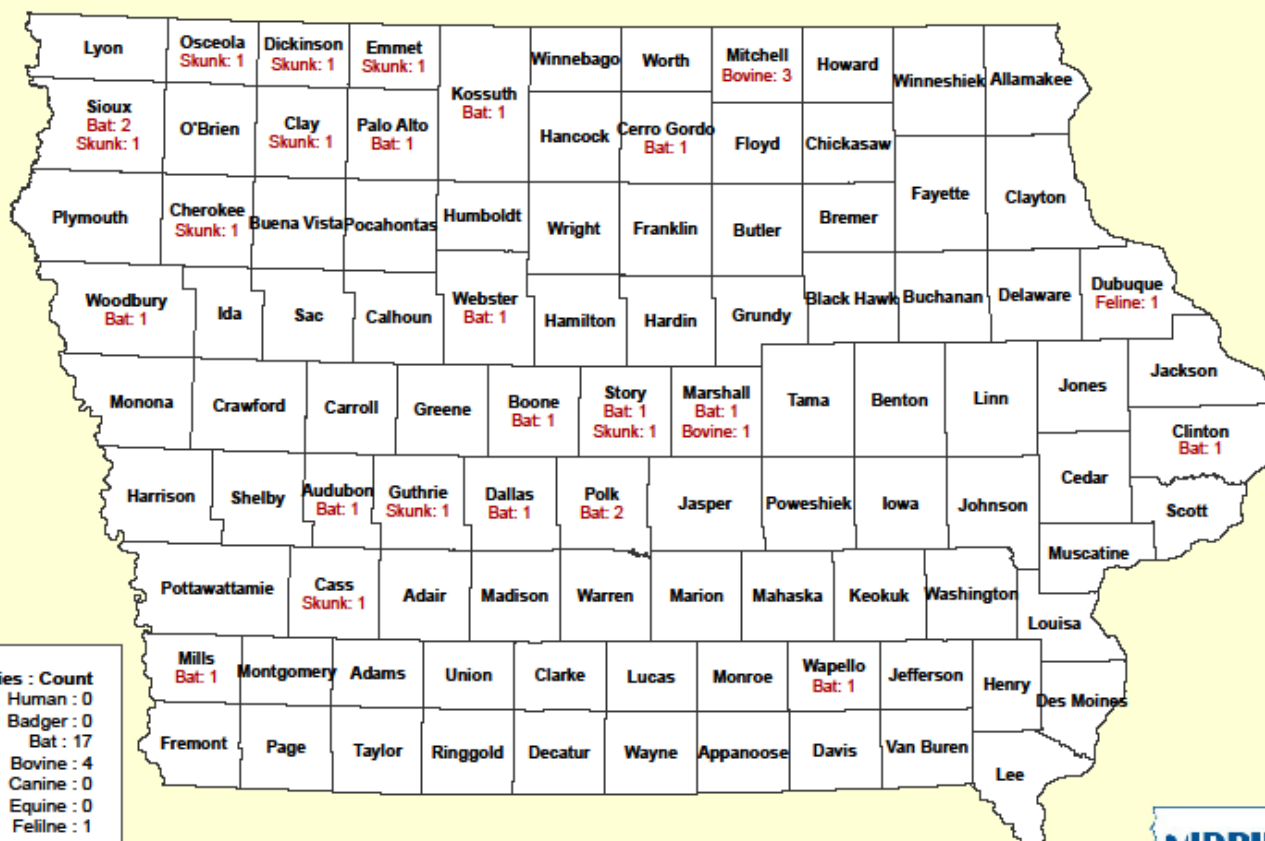 Lyon
Osceola
Skunk: 1
Dickinson
Skunk: 1
Emmet
Skunk: 1
Kossuth
Bat: 1
Winnebago
Worth
Mitchell
Bovine: 3
Howard
Winneshiek
Allamakee
Sioux
Bat: 2
Skunk: 1
O'Brien
Clay
Skunk: 1
Palo Alto
Bat: 1
Hancock
Cerro Gordo
Bat: 1
Floyd
Chickasaw
Plymouth
Cherokee
Skunk: 1
Buena Vista
Pocahontas
Humboldt
Wright
Franklin
Butler
Bremer
Fayette
Clayton
Woodbury
Bat: 1
Ida
Sac
Calhoun
Webster
Bat: 1
Hamilton
Hardin
Grundy
Black Hawk
Buchanan
Delaware
Dubuque
Feline: 1
Monona
Crawford
Carroll
Greene
Boone
Bat: 1
Story
Bat: 1
Skunk: 1
Marshall
Bat: 1
Bovine: 1
Tama
Benton
Linn
Jones
Jackson
Clinton
Bat: 1
Harrison
Shelby
Audubon
Bat: 1
Guthrie
Skunk: 1
Dallas
Bat: 1
Polk
Bat: 2
Jasper
Poweshiek
Iowa
Johnson
Cedar
Scott
Muscatine
Pottawattamie
Cass
Skunk: 1
Adair
Madison
Warren
Marion
Mahaska
Keokuk
Washington
Louisa
Mills
Bat: 1
Montgomery
Adams
Union
Clarke
Lucas
Monroe
Wapello
Bat: 1
Jefferson
Henry
Des Moines
Fremont
Page
Taylor
Ringgold
Decatur
Wayne
Appanoose
Davis
Van Buren
Lee
ies : Count
Human : 0
Badger : 0
Bat : 17
Bovine : 4
Canine : 0
Equine : 0
Felilne : 1